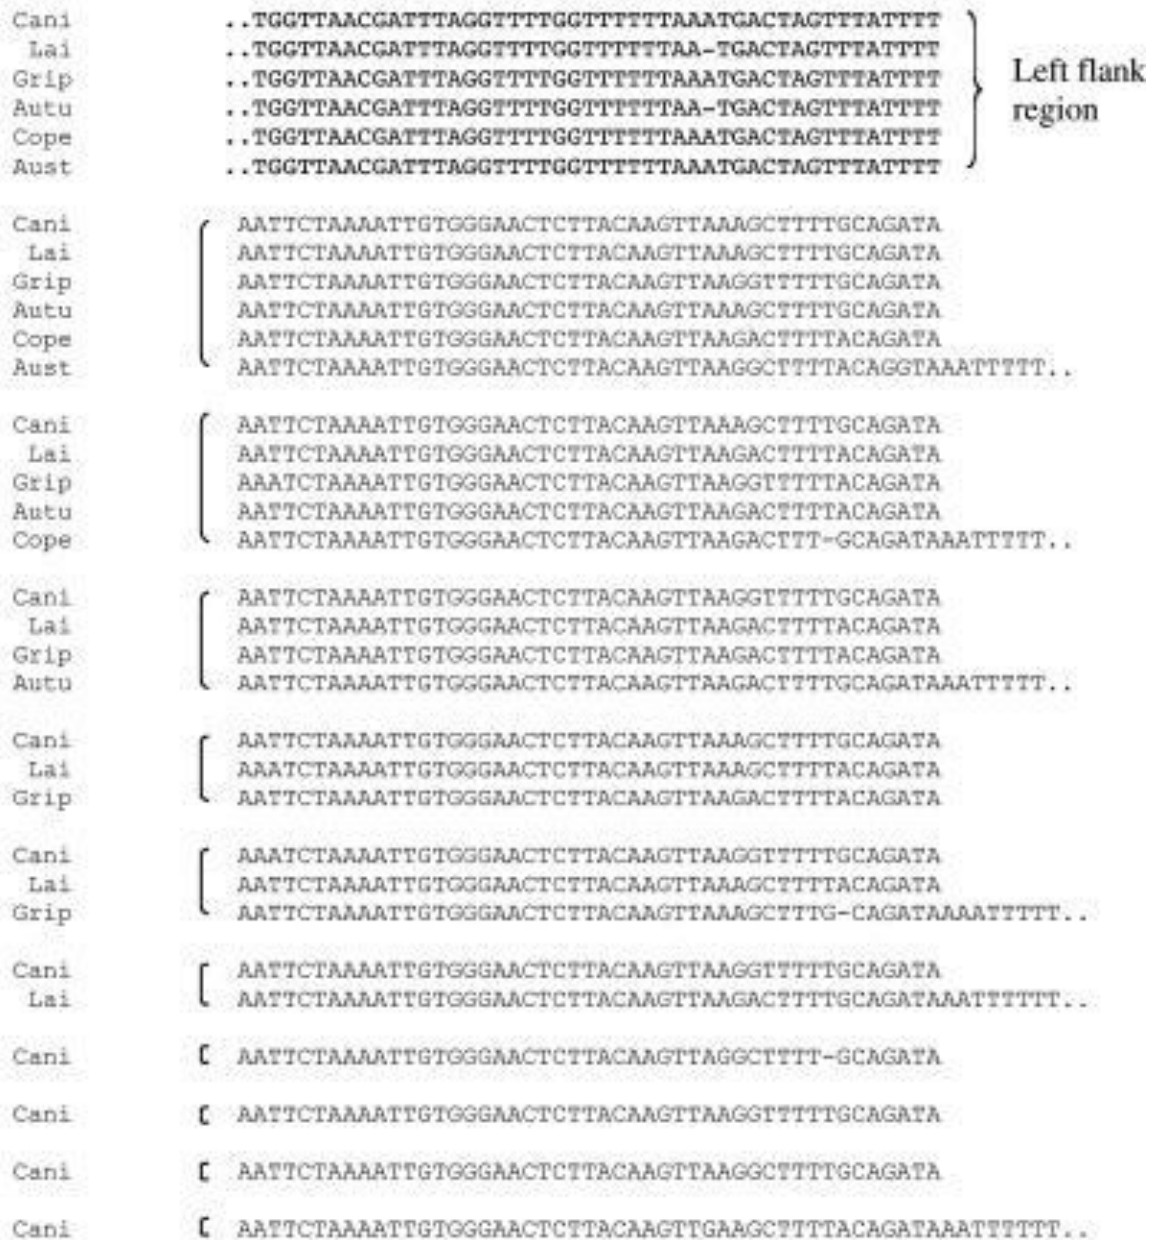 Cani ..TGGTTAACGATTTAGGTTTTGGTTTTTTAAATGACTAGTTTATTTT
Lai ..TGGTTAACGATTTAGGTTTTGGTTTTTTAA-TGACTAGTTTATTTT
Grip ..TGGTTAACGATTTAGGTTTTGGTTTTTTAAATGACTAGTTTATTTT
Autu ..TGGTTAACGATTTAGGTTTTGGTTTTTTAA-TGACTAGTTTATTTT
Cope ..TGGTTAACGATTTAGGTTTTGGTTTTTTAAATGACTAGTTTATTTT
Aust ..TGGTTAACGATTTAGGTTTTGGTTTTTTAAATGACTAGTTTATTTT
Left flank
region
Cani AATTCTAAAATTGTGGGAACTCTTACAAGTTAAAGCTTTTGCAGATA
Lai AATTCTAAAATTGTGGGAACTCTTACAAGTTAAAGCTTTTGCAGATA
Grip AATTCTAAAATTGTGGGAACTCTTACAAGTTAAGGTTTTTGCAGATA
Autu AATTCTAAAATTGTGGGAACTCTTACAAGTTAAAGCTTTTGCAGATA
Cope AATTCTAAAATTGTGGGAACTCTTACAAGTTAAGACTTTTACAGATA
Aust AATTCTAAAATTGTGGGAACTCTTACAAGTTAAGGCTTTTACAGGTAAATTTTT..
Cani AATTCTAAAATTGTGGGAACTCTTACAAGTTAAAGCTTTTGCAGATA
Lai AATTCTAAAATTGTGGGAACTCTTACAAGTTAAGACTTTTACAGATA
Grip AAATCTAAAATTGTGGGAACTCTTACAAGTTAAGGTTTTTACAGATA
Autu AATTCTAAAATTGTGGGAACTCTTACAAGTTAAGACTTTTACAGATA
Cope AATTCTAAAATTGTGGGAACTCTTACAAGTTAAGACTTT-GCAGATAAATTTTT..
Cani AATTCTAAAATTGTGGGAACTCTTACAAGTTAAGGTTTTTGCAGATA
Lai AATTCTAAAATTGTGGGAACTCTTACAAGTTAAGACTTTTACAGATA
Grip AATTCTAAAATTGTGGGAACTCTTACAAGTTAAGACTTTTACAGATA
Autu AATTCTAAAATTGTGGGAACTCTTACAAGTTAAGACTTTTGCAGATAAATTTTT..
Cani AATTCTAAAATTGTGGGAACTCTTACAAGTTAAAGCTTTTGCAGATA
Lai AAATCTAAAATTGTGGGAACTCTTACAAGTTAAAGCTTTTACAGATA
Grip AATTCTAAAATTGTGGGAACTCTTACAAGTTAAGACTTTTACAGATA
Cani AAATCTAAAATTGTGGGAACTCTTACAAGTTAAGGTTTTTGCAGATA
Lai AATTCTAAAATTGTGGGAACTCTTACAAGTTAAAGCTTTTACAGATA
Grip AATTCTAAAATTGTGGGAACTCTTACAAGTTAAAGCTTTG-CAGATAAAATTTTT..
Cani AATTCTAAAATTGTGGGAACTCTTACAAGTTAAGGTTTTTGCAGATA
Lai AATTCTAAAATTGTGGGAACTCTTACAAGTTAAGACTTTTGCAGATAAATTTTTT..
Cani AATTCTAAAATTGTGGGAACTCTTACAAGTTAGGCTTTT-GCAGATA
Cani AATTCTAAAATTGTGGGAACTCTTACAAGTTAAGGTTTTTGCAGATA
Cani AATTCTAAAATTGTGGGAACTCTTACAAGTTAAGGCTTTTGCAGATA
Cani AATTCTAAAATTGTGGGAACTCTTACAAGTTGAAGCTTTTACAGATAAATTTTTT..